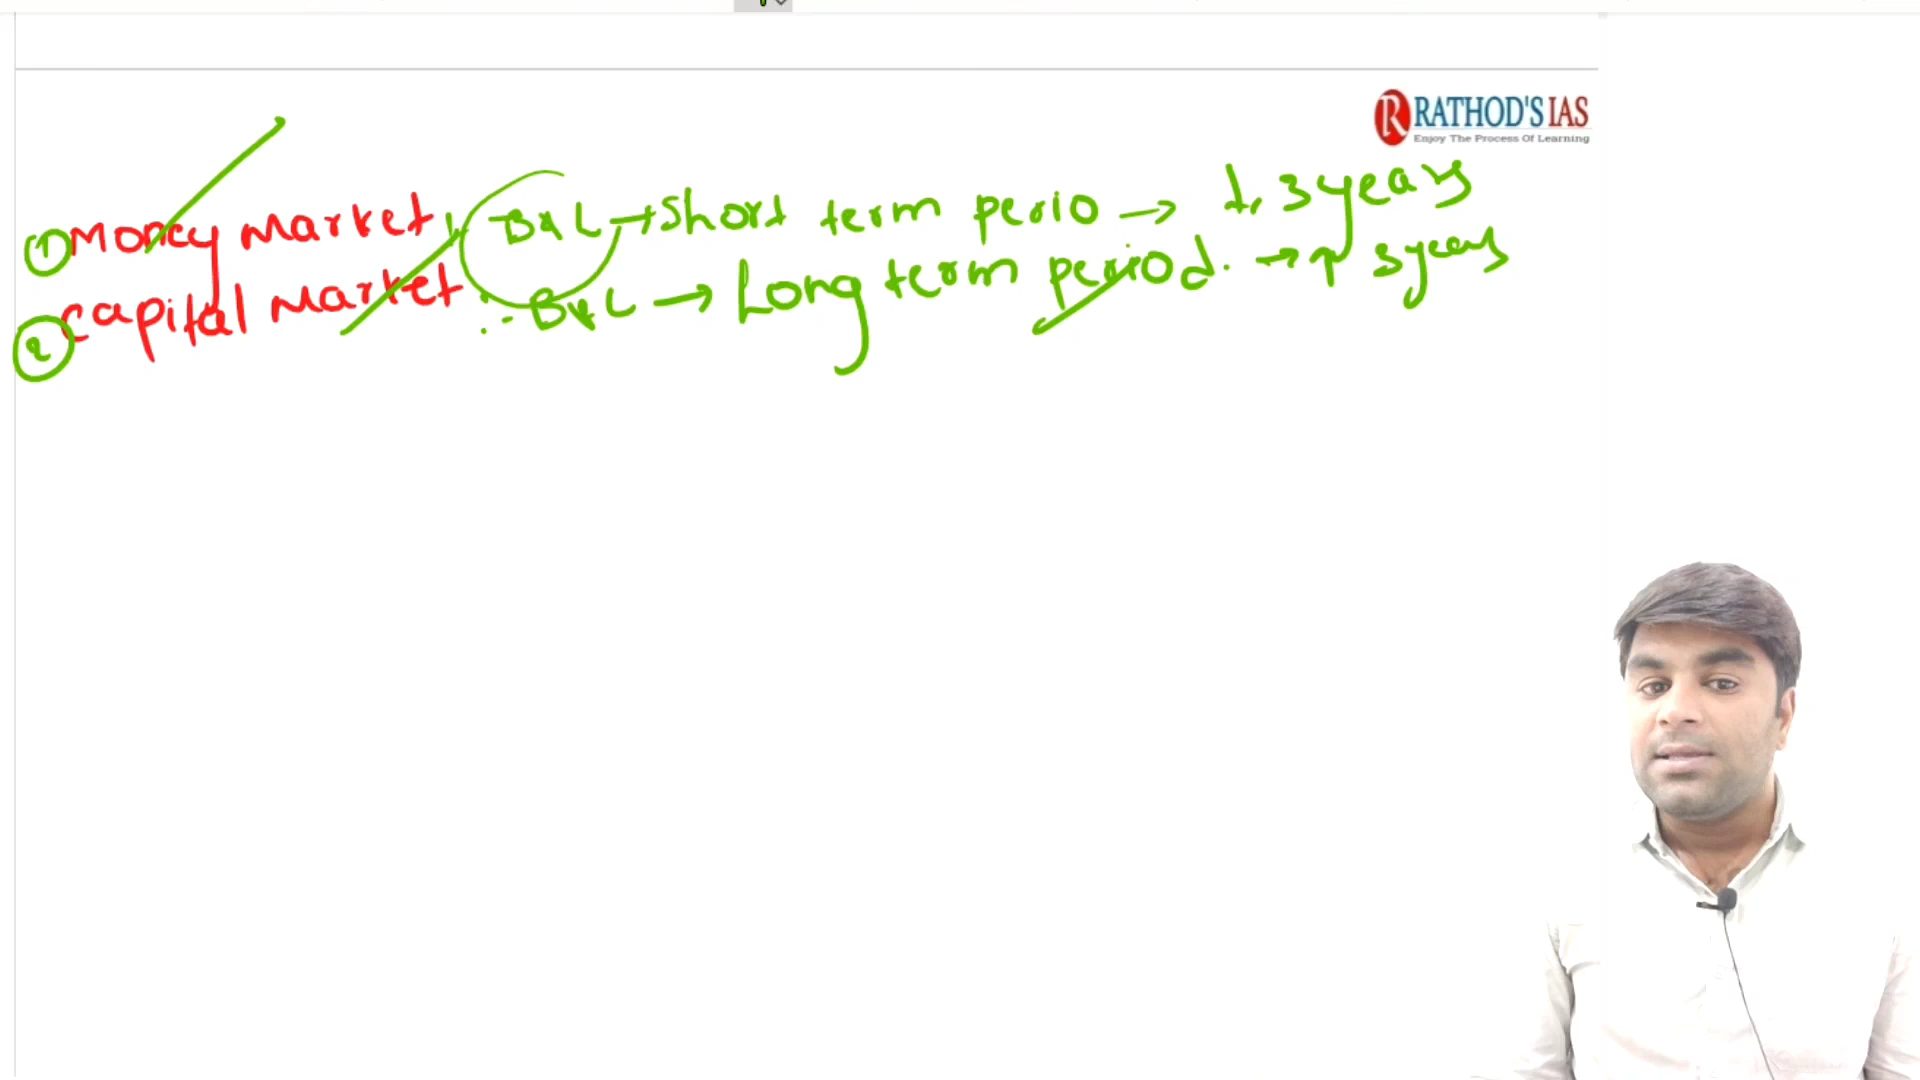 RATHOD'S IAS
Enjoy The Process Of Learning
① Money Market: B&L → Short term perio → ↓, 3 years
② Capital Market: B&L → Long term period. → ↑ 3 years